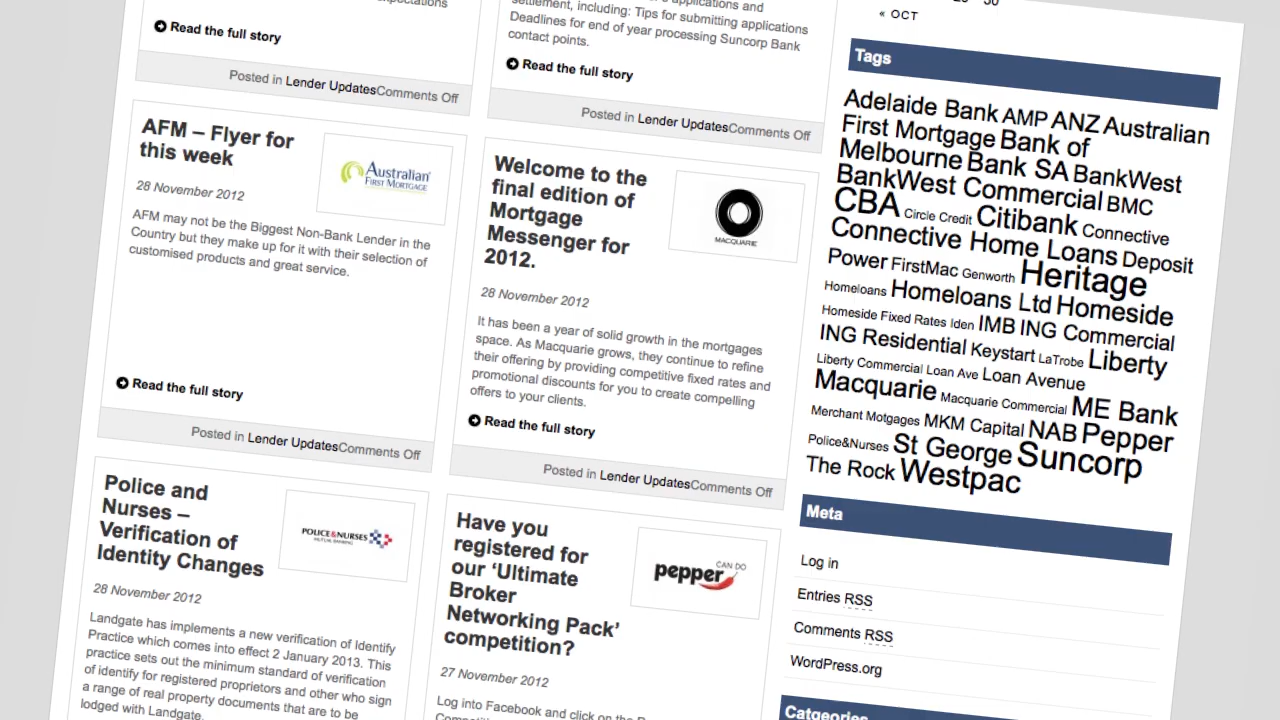 Read the full story
Posted in Lender UpdatesComments Off
AFM – Flyer for
this week
Australian
FIRST MORTGAGE
28 November 2012
AFM may not be the Biggest Non-Bank Lender in the
Country but they make up for it with their selection of
customised products and great service.
Read the full story
Posted in Lender UpdatesComments Off
Police and
Nurses –
Verification of
Identity Changes
POLICE&NURSES
MUTUAL BANKING
28 November 2012
Landgate has implements a new verification of Identify
Practice which comes into effect 2 January 2013. This
practice sets out the minimum standard of verification
of identify for registered proprietors and other who sign
a range of real property documents that are to be
lodged with Landgate.
applications and
settlement, including: Tips for submitting applications
Deadlines for end of year processing Suncorp Bank
contact points.
Read the full story
Posted in Lender UpdatesComments Off
Welcome to the
final edition of
Mortgage
Messenger for
2012.
MACQUARIE
28 November 2012
It has been a year of solid growth in the mortgages
space. As Macquarie grows, they continue to refine
their offering by providing competitive fixed rates and
promotional discounts for you to create compelling
offers to your clients.
Read the full story
Posted in Lender UpdatesComments Off
Have you
registered for
our ‘Ultimate
Broker
Networking Pack’
competition?
pepper CAN DO
27 November 2012
Log into Facebook and click on the
« OCT
Tags
Adelaide Bank AMP ANZ Australian
First Mortgage Bank of
Melbourne Bank SA BankWest
BankWest Commercial BMC
CBA Circle Credit Citibank Connective
Connective Home Loans Deposit
Power FirstMac Genworth Heritage
Homeloans Homeloans Ltd Homeside
Homeside Fixed Rates Iden IMB ING Commercial
ING Residential Keystart LaTrobe Liberty
Liberty Commercial Loan Ave Loan Avenue
Macquarie Macquarie Commercial ME Bank
Merchant Motgages MKM Capital NAB Pepper
Police&Nurses St George Suncorp
The Rock Westpac
Meta
Log in
Entries RSS
Comments RSS
WordPress.org
Catgeories